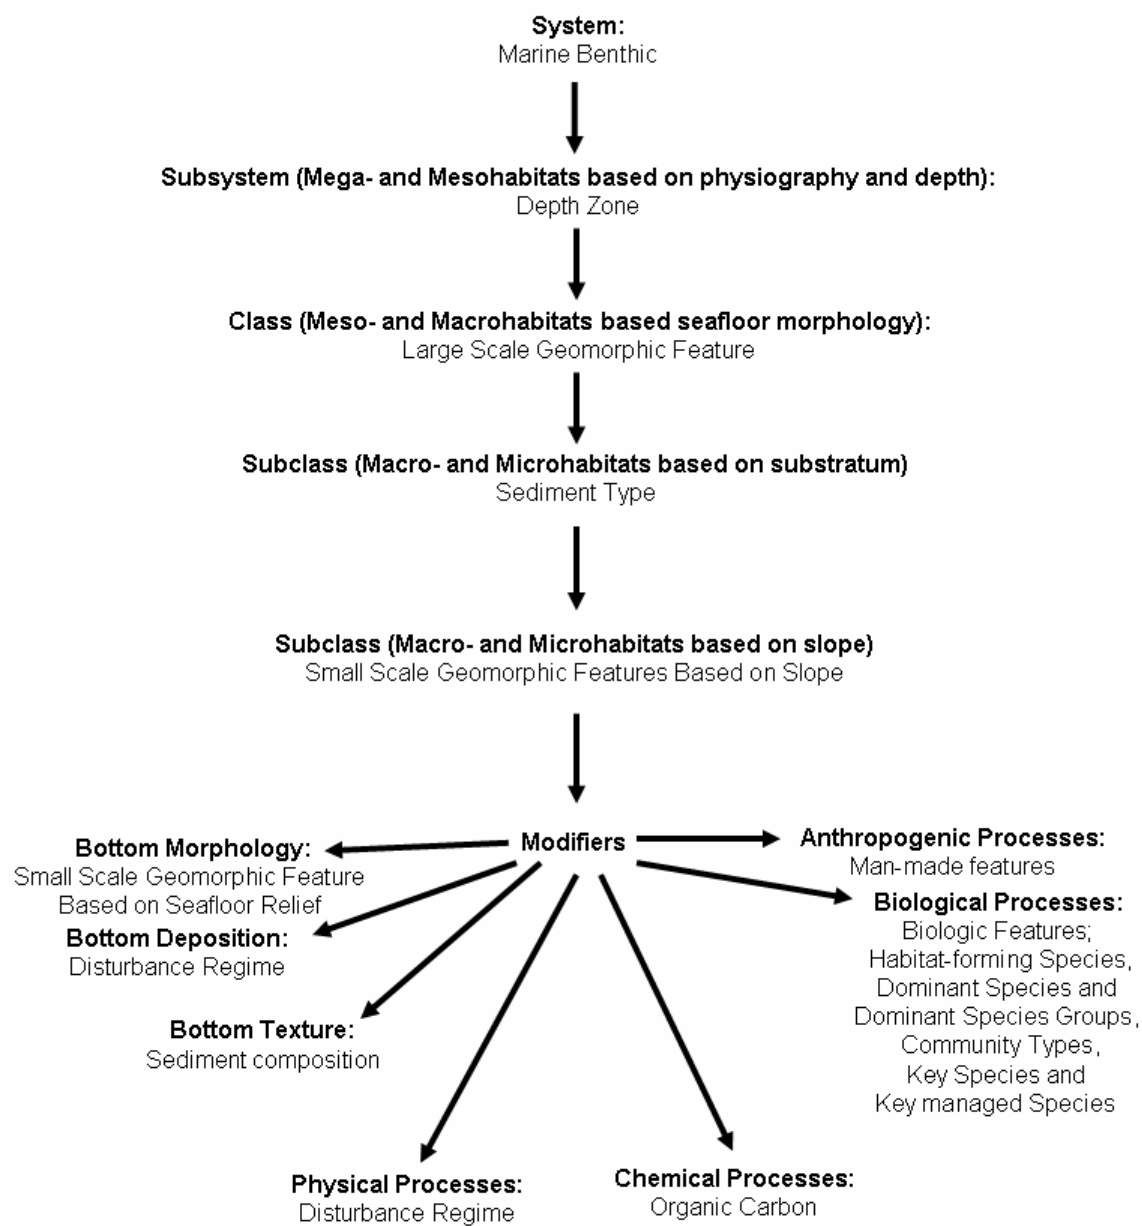 System:
Marine Benthic
Subsystem (Mega- and Mesohabitats based on physiography and depth):
Depth Zone
Class (Meso- and Macrohabitats based seafloor morphology):
Large Scale Geomorphic Feature
Subclass (Macro- and Microhabitats based on substratum)
Sediment Type
Subclass (Macro- and Microhabitats based on slope)
Small Scale Geomorphic Features Based on Slope
Modifiers
Bottom Morphology:
Small Scale Geomorphic Feature
Based on Seafloor Relief
Bottom Deposition:
Disturbance Regime
Bottom Texture:
Sediment composition
Physical Processes:
Disturbance Regime
Chemical Processes:
Organic Carbon
Anthropogenic Processes:
Man-made features
Biological Processes:
Biologic Features;
Habitat-forming Species,
Dominant Species and
Dominant Species Groups,
Community Types,
Key Species and
Key managed Species